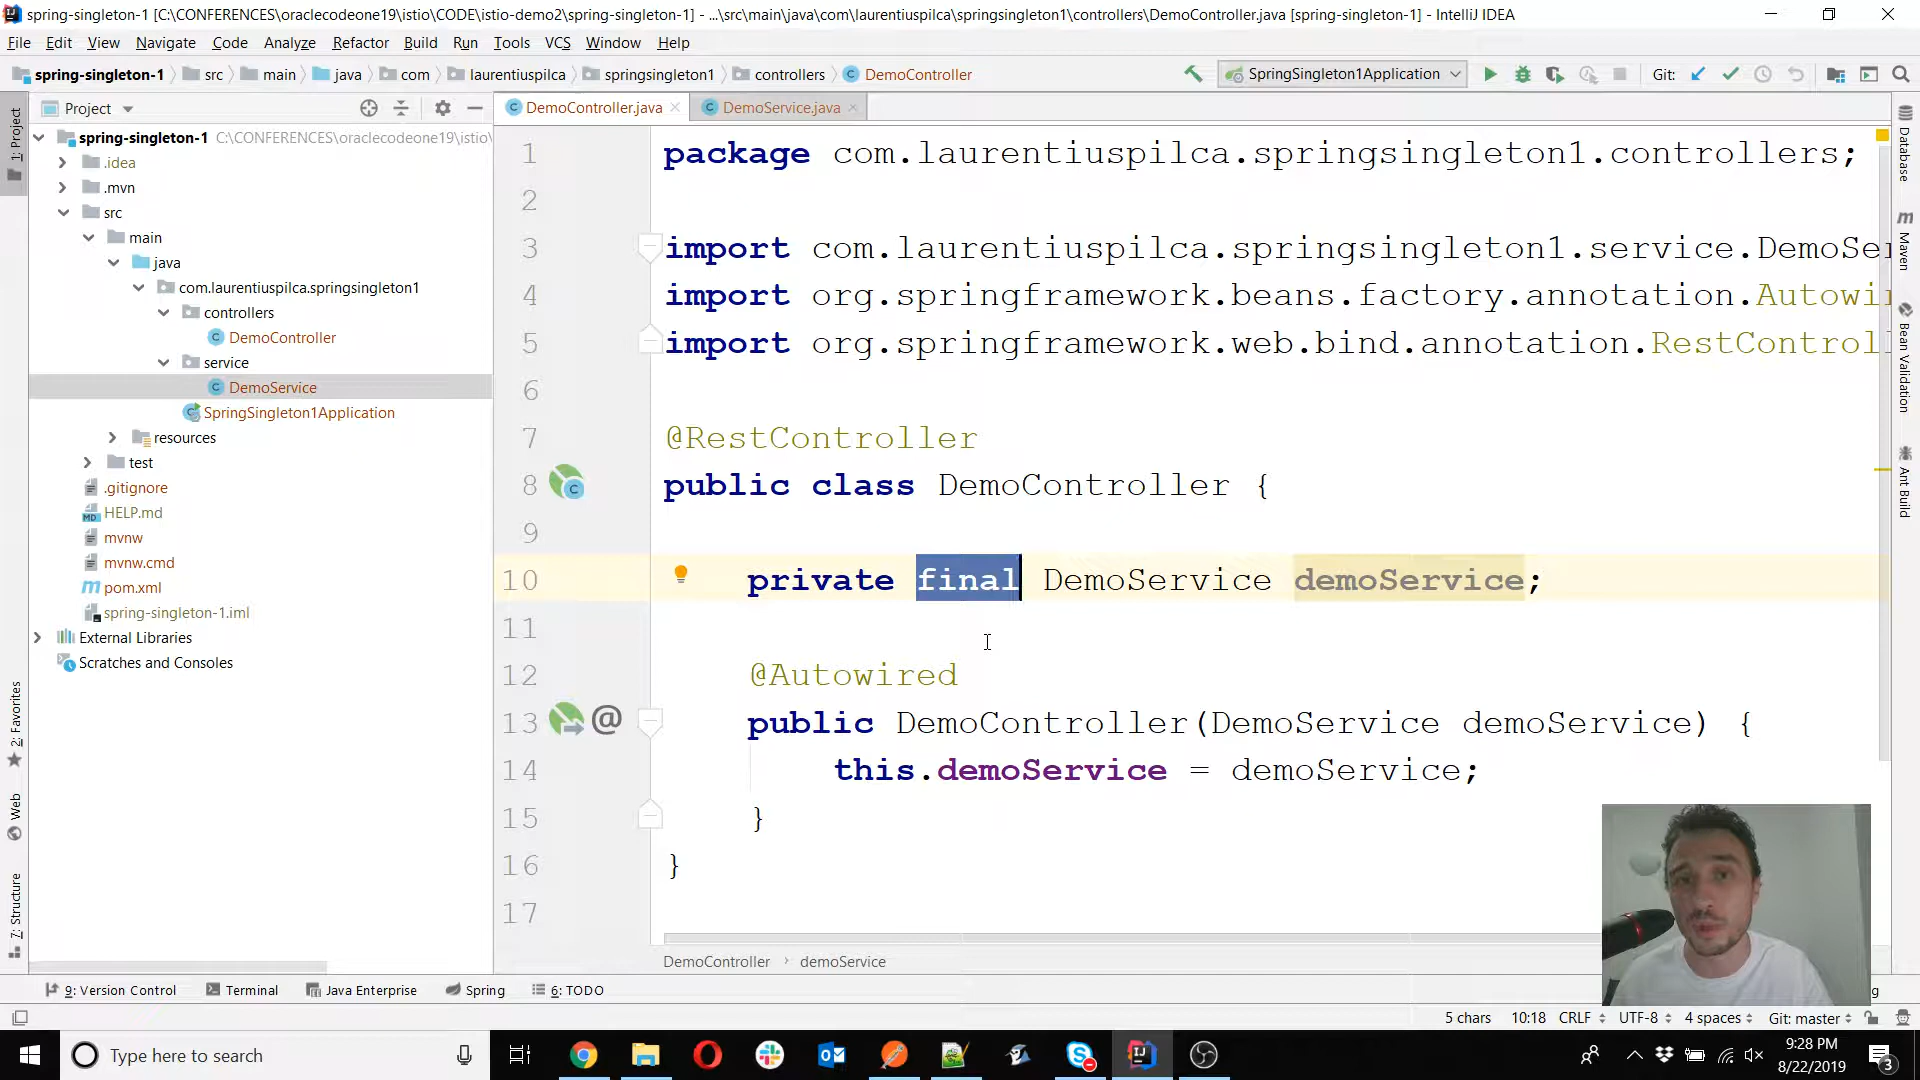 spring-singleton-1 [C:\CONFERENCES\oraclecodeone19\istio\CODE\istio-demo2\spring-singleton-1] - ...\src\main\java\com\laurentiuspilca\springsingleton1\controllers\DemoController.java [spring-singleton-1] - IntelliJ IDEA
File Edit View Navigate Code Analyze Refactor Build Run Tools VCS Window Help
spring-singleton-1 src main java com laurentiuspilca springsingleton1 controllers DemoController SpringSingleton1Application Git:
Project DemoController.java DemoService.java
1: Project
spring-singleton-1 C:\CONFERENCES\oraclecodeone19\istio\
.idea
.mvn
src
main
java
com.laurentiuspilca.springsingleton1
controllers
DemoController
service
DemoService
SpringSingleton1Application
resources
test
.gitignore
HELP.md
mvnw
mvnw.cmd
pom.xml
spring-singleton-1.iml
External Libraries
Scratches and Consoles
2: Favorites
Web
7: Structure
1 package com.laurentiuspilca.springsingleton1.controllers;
2
3 import com.laurentiuspilca.springsingleton1.service.DemoSer
4 import org.springframework.beans.factory.annotation.Autowi
5 import org.springframework.web.bind.annotation.RestControl
6
7 @RestController
8 public class DemoController {
9
10 private final DemoService demoService;
11
12 @Autowired
13 public DemoController(DemoService demoService) {
14 this.demoService = demoService;
15 }
16 }
17
Database
Maven
Bean Validation
Ant Build
DemoController demoService
9: Version Control Terminal Java Enterprise Spring 6: TODO
5 chars 10:18 CRLF UTF-8 4 spaces Git: master
Type here to search
9:28 PM
8/22/2019
3